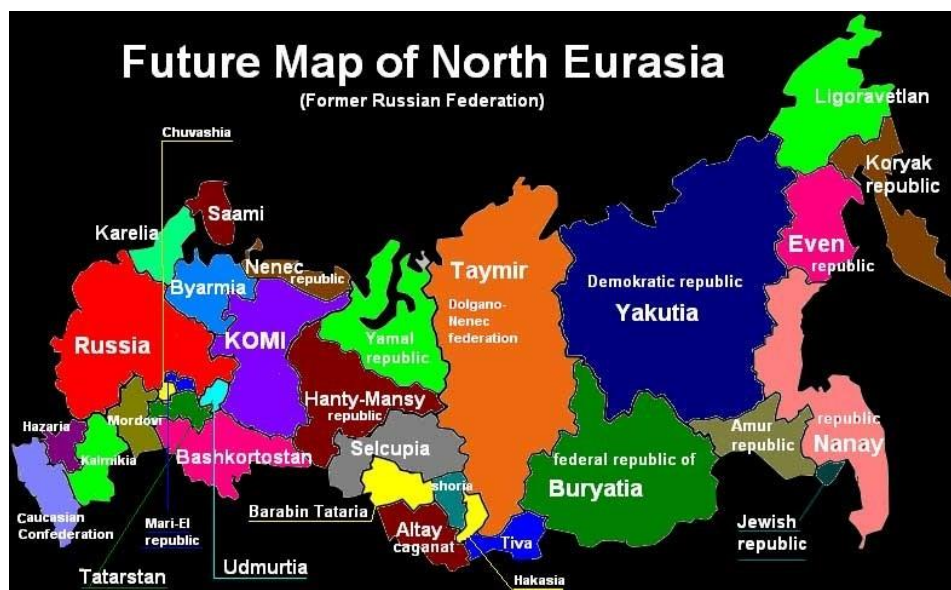 Future Map of North Eurasia
(Former Russian Federation)
Chuvashia
Ligoravetlan
Koryak
republic
Saami
Karelia
Nenec
republic
Byarmia
Taymir
Even
republic
Demokratic republic
Yakutia
Dolgano-
Nenec
federation
KOMI
Russia
Yamal
republic
Hanty-Mansy
republic
Mordovi
Hazaria
Kalmikia
Selcupia
Bashkortostan
Amur
republic
republic
Nanay
federal republic of
Buryatia
shoria
Barabin Tataria
Caucasian
Confederation
Mari-El
republic
Altay
caganat
Tiva
Jewish
republic
Udmurtia
Tatarstan
Hakasia